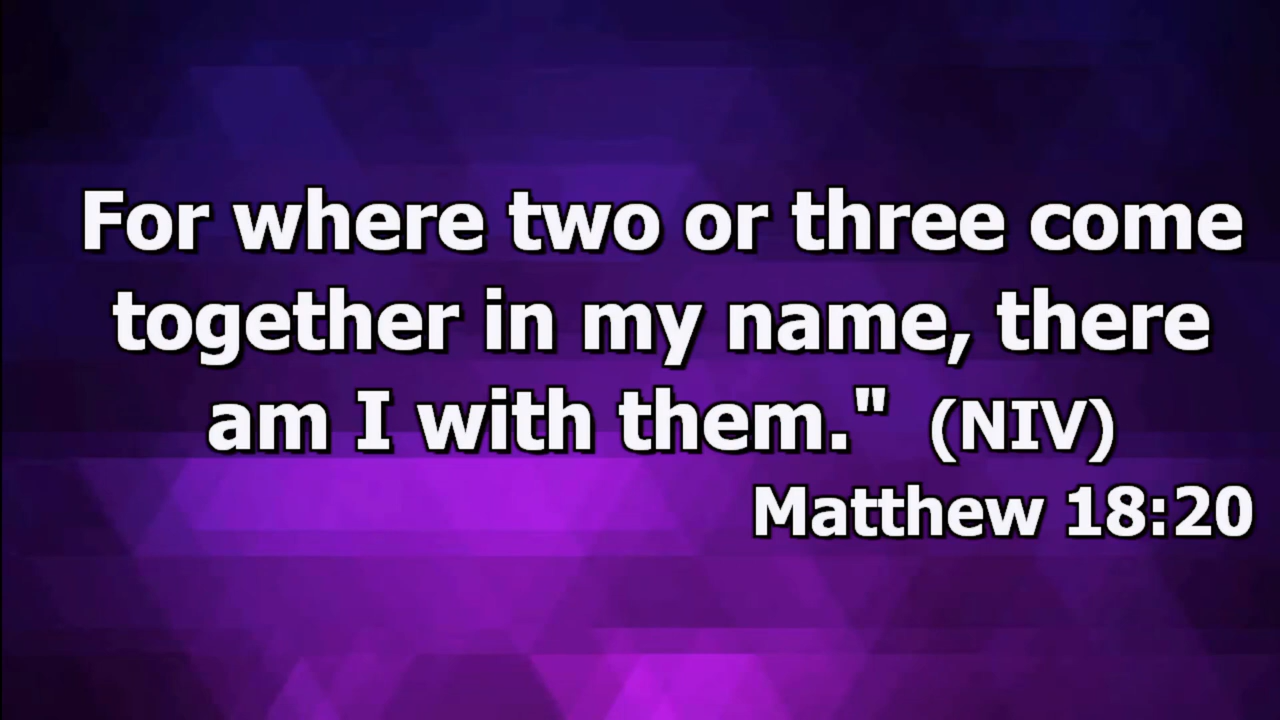 For where two or three come
together in my name, there
am I with them." (NIV)
Matthew 18:20